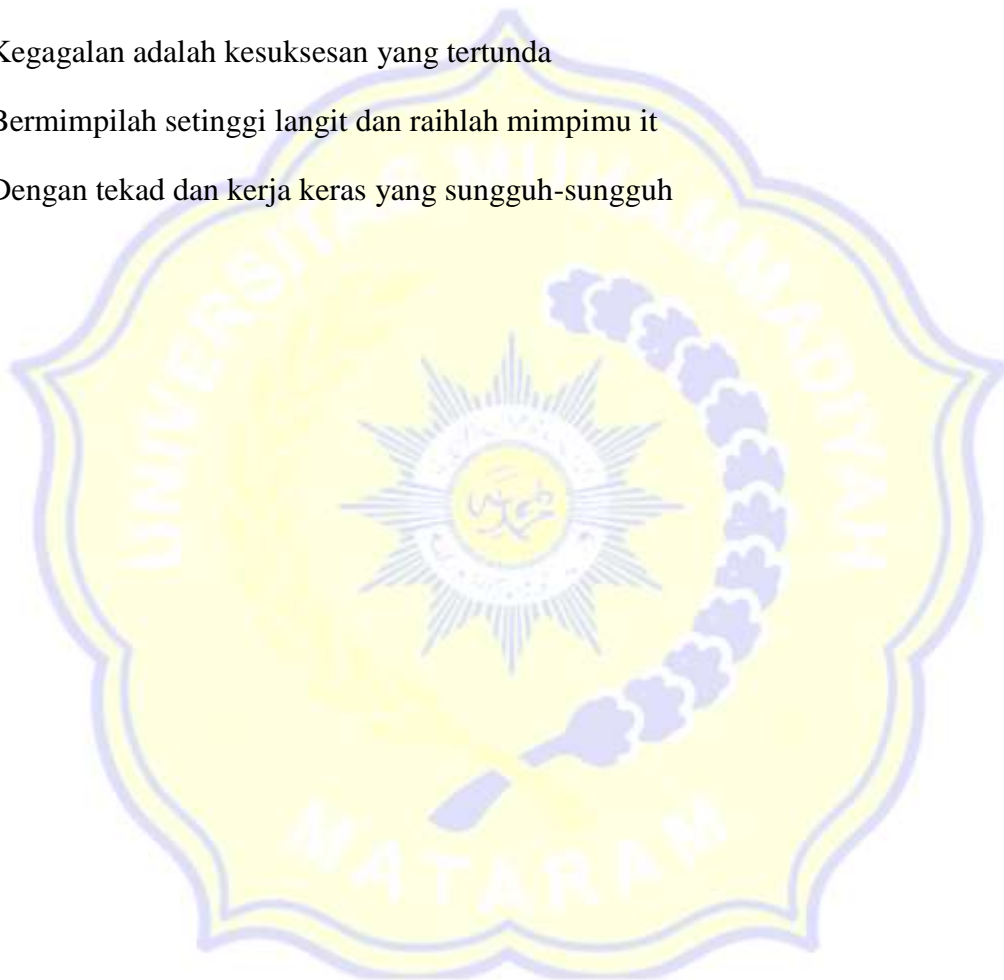 Kegagalan adalah kesuksesan yang tertunda
Bermimpilah setinggi langit dan raihlah mimpimu it
Dengan tekad dan kerja keras yang sungguh-sungguh
UNIVERSITAS MUHAMMADIYAH
MATARAM